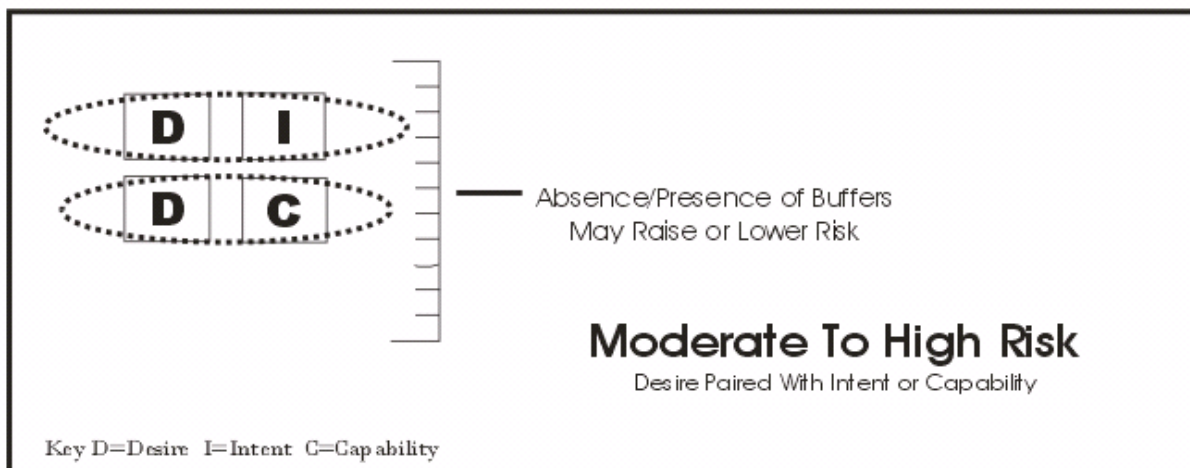 D I
D C
Absence/Presence of Buffers
May Raise or Lower Risk
Moderate To High Risk
Desire Paired With Intent or Capability
Key D=Desire I=Intent C=Capability